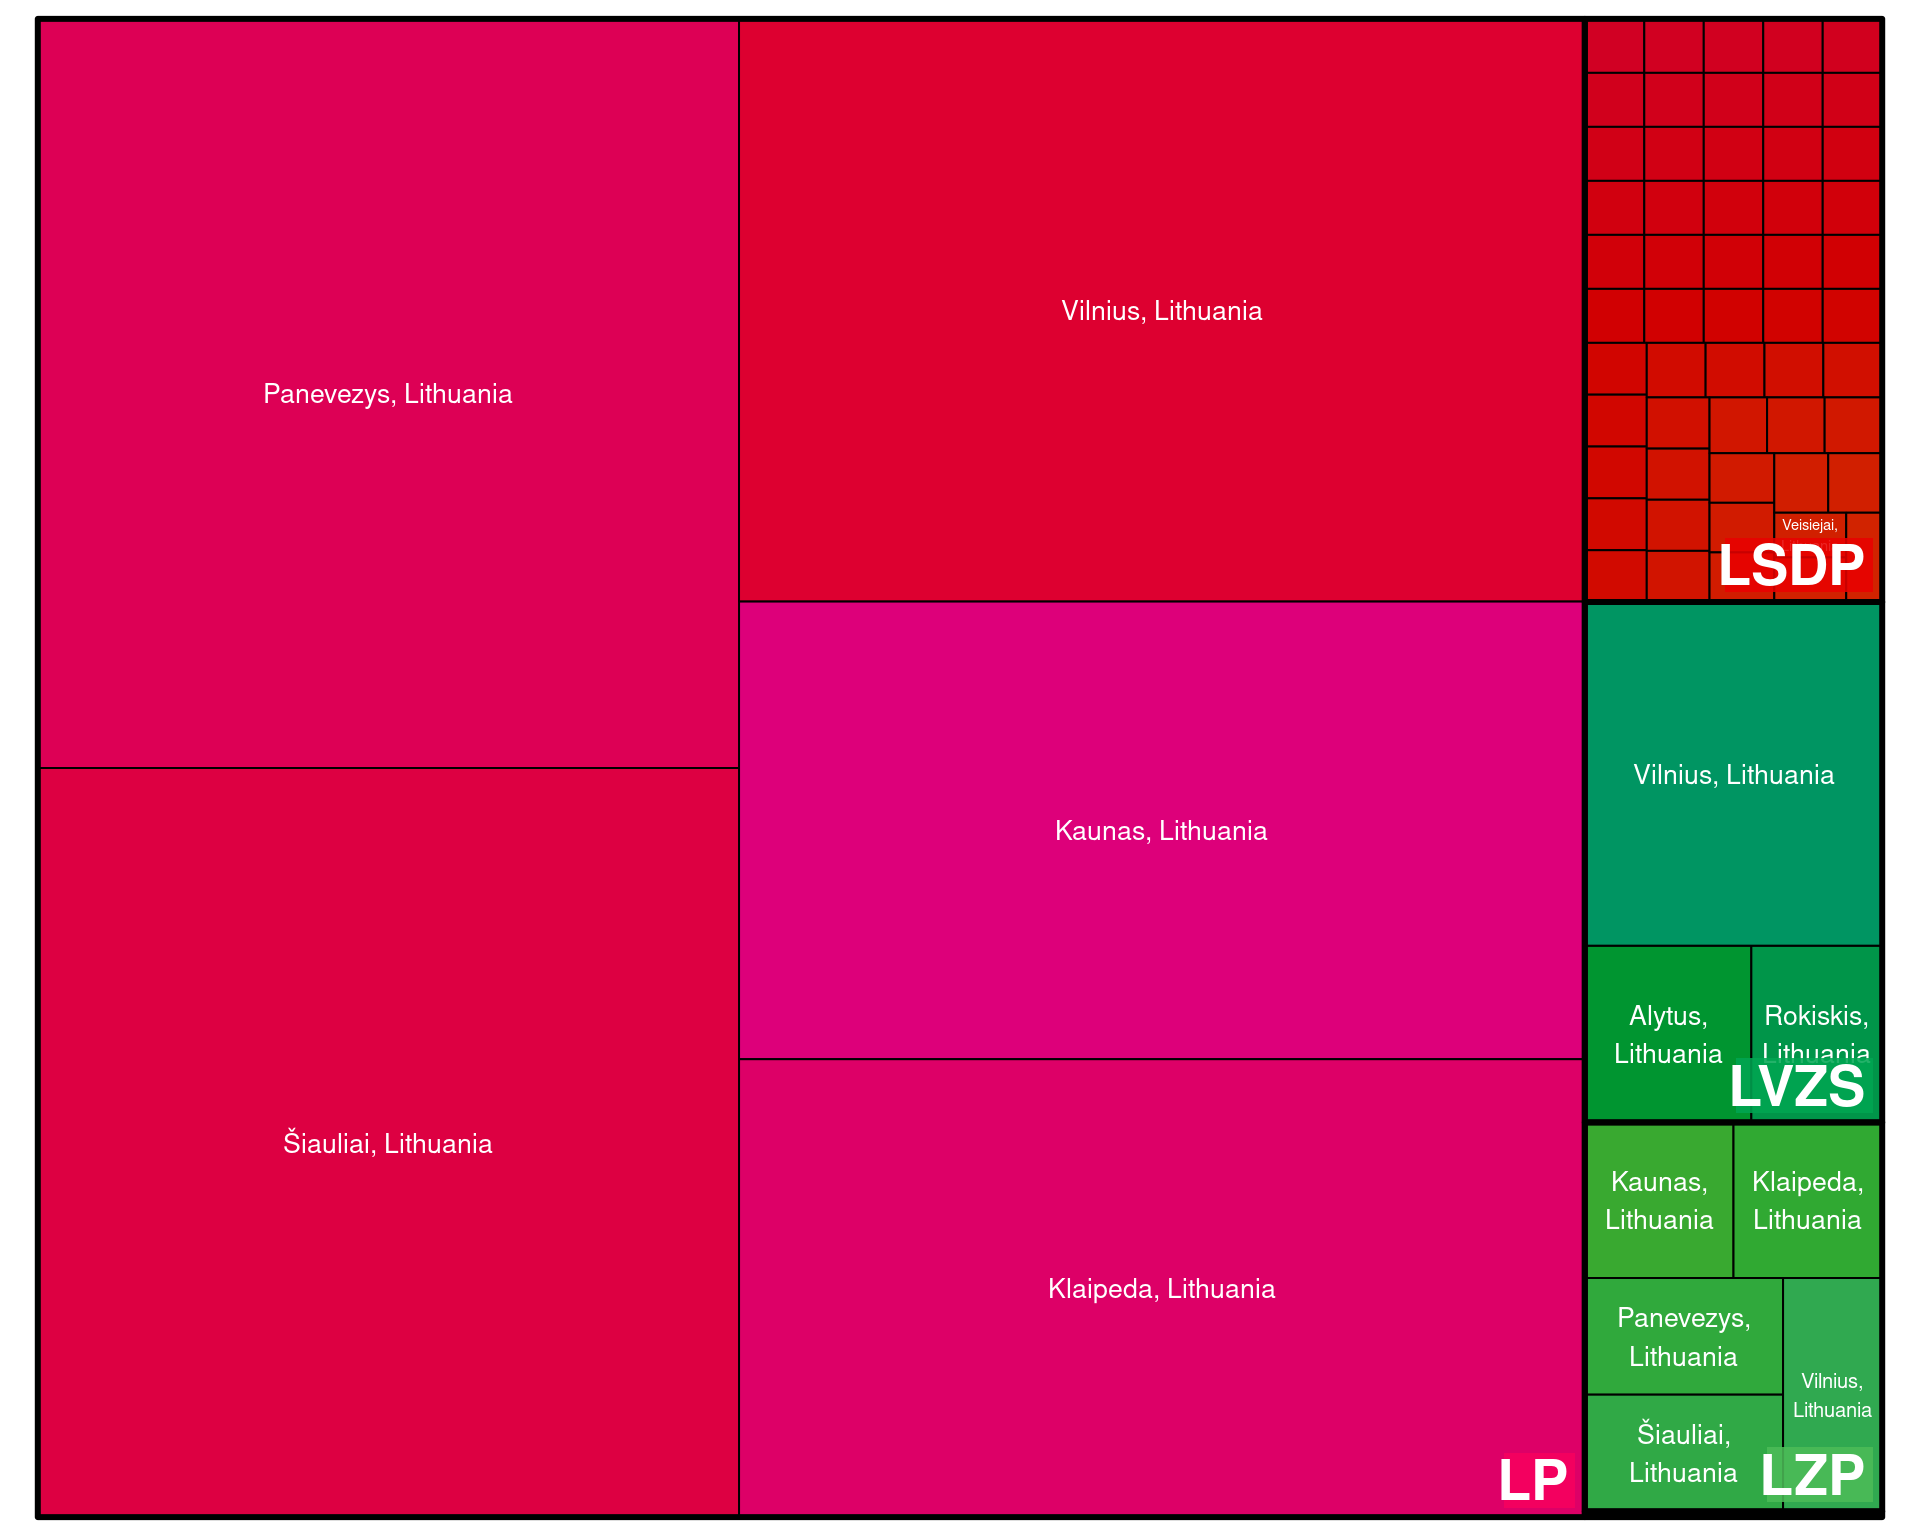 Panevezys, Lithuania
Šiauliai, Lithuania
Vilnius, Lithuania
Kaunas, Lithuania
Klaipeda, Lithuania
LP
Veisiejai,
LSDP
Vilnius, Lithuania
Alytus,
Lithuania
Rokiskis,
Lithuania
LVZS
Kaunas,
Lithuania
Klaipeda,
Lithuania
Panevezys,
Lithuania
Šiauliai,
Lithuania
Vilnius,
Lithuania
LZP